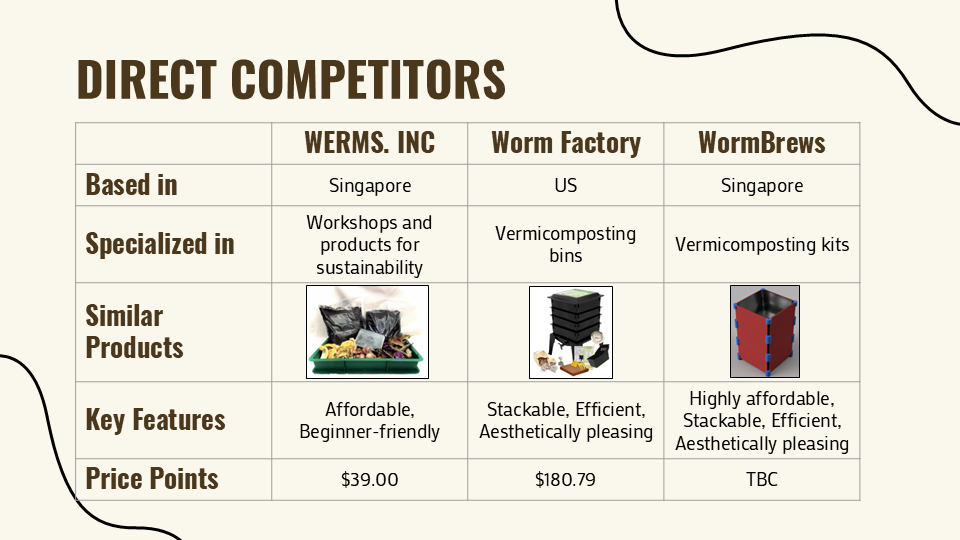 DIRECT COMPETITORS
WERMS. INC Worm Factory WormBrews
Based in Singapore US Singapore
Specialized in Workshops and products for sustainability Vermicomposting bins Vermicomposting kits
Similar Products
Key Features Affordable, Beginner-friendly Stackable, Efficient, Aesthetically pleasing Highly affordable, Stackable, Efficient, Aesthetically pleasing
Price Points $39.00 $180.79 TBC